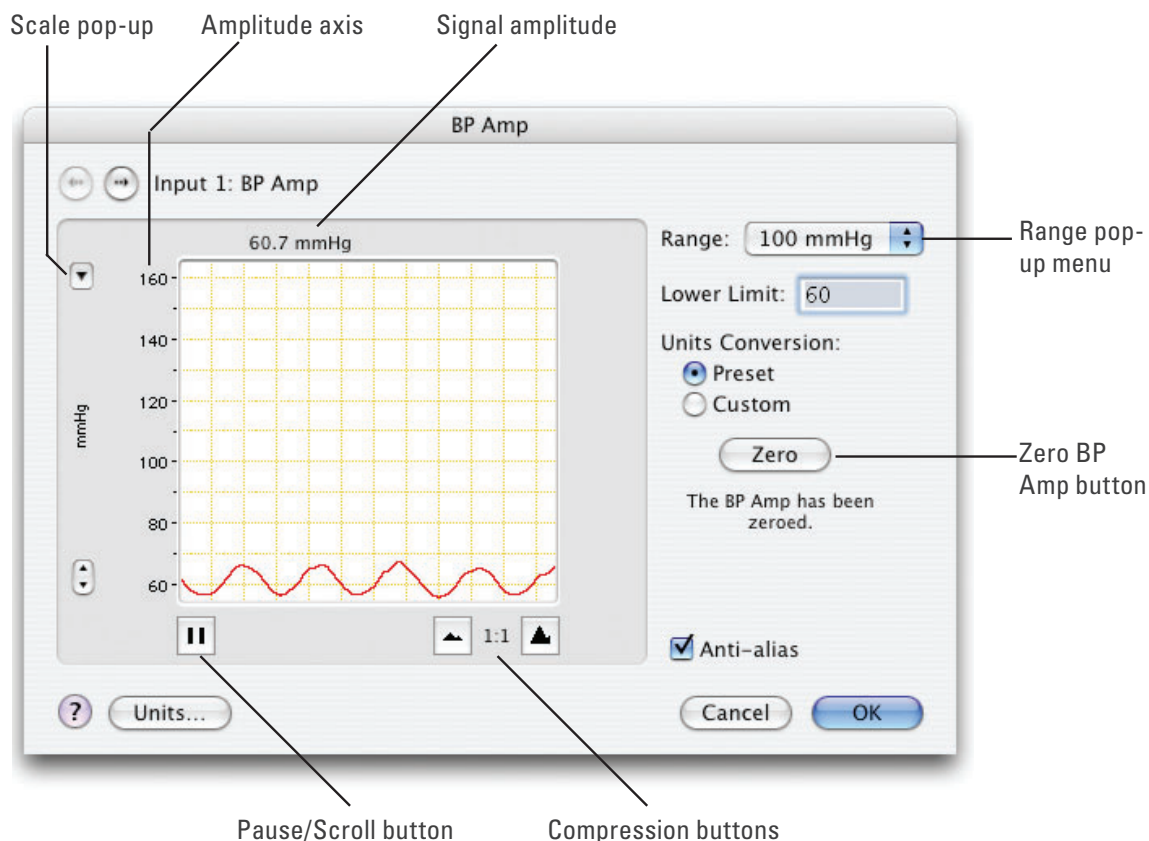 Scale pop-up
Amplitude axis
Signal amplitude
BP Amp
Input 1: BP Amp
60.7 mmHg
Range: 100 mmHg
Range pop-
up menu
160
Lower Limit: 60
140
Units Conversion:
Preset
120
Custom
mmHg
100
Zero
Zero BP
Amp button
The BP Amp has been
zeroed.
80
60
1:1
Anti-alias
? Units...
Cancel
OK
Pause/Scroll button
Compression buttons